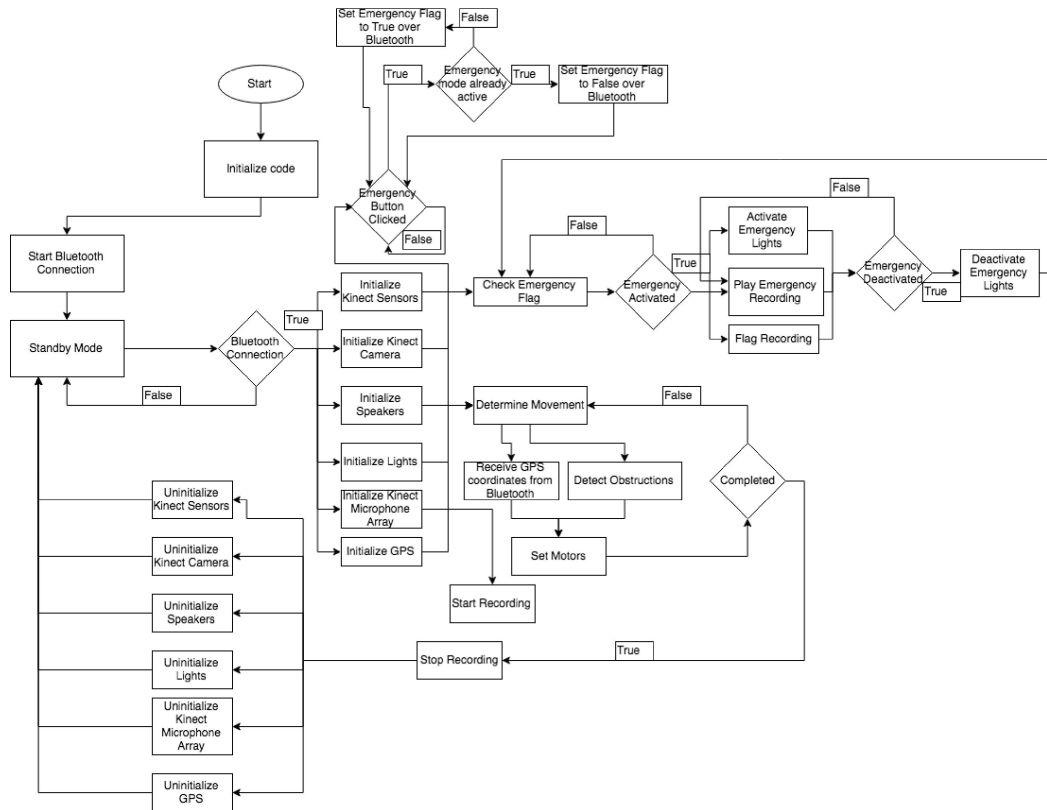 Set Emergency Flag
to True over
Bluetooth
False
True
Emergency
mode already
active
True
Set Emergency Flag
to False over
Bluetooth
Start
Initialize code
Emergency
Button
Clicked
False
Start Bluetooth
Connection
Standby Mode
False
Bluetooth
Connection
True
Initialize
Kinect Sensors
Initialize Kinect
Camera
Initialize
Speakers
Initialize Lights
Initialize Kinect
Microphone
Array
Initialize GPS
Check Emergency
Flag
False
Emergency
Activated
True
Activate
Emergency
Lights
Play Emergency
Recording
Flag Recording
False
Emergency
Deactivated
True
Deactivate
Emergency
Lights
Determine Movement
False
Receive GPS
coordinates from
Bluetooth
Detect Obstructions
Completed
Set Motors
Start Recording
True
Stop Recording
Uninitialize
Kinect Sensors
Uninitialize
Kinect Camera
Uninitialize
Speakers
Uninitialize
Lights
Uninitialize
Kinect
Microphone
Array
Uninitialize
GPS